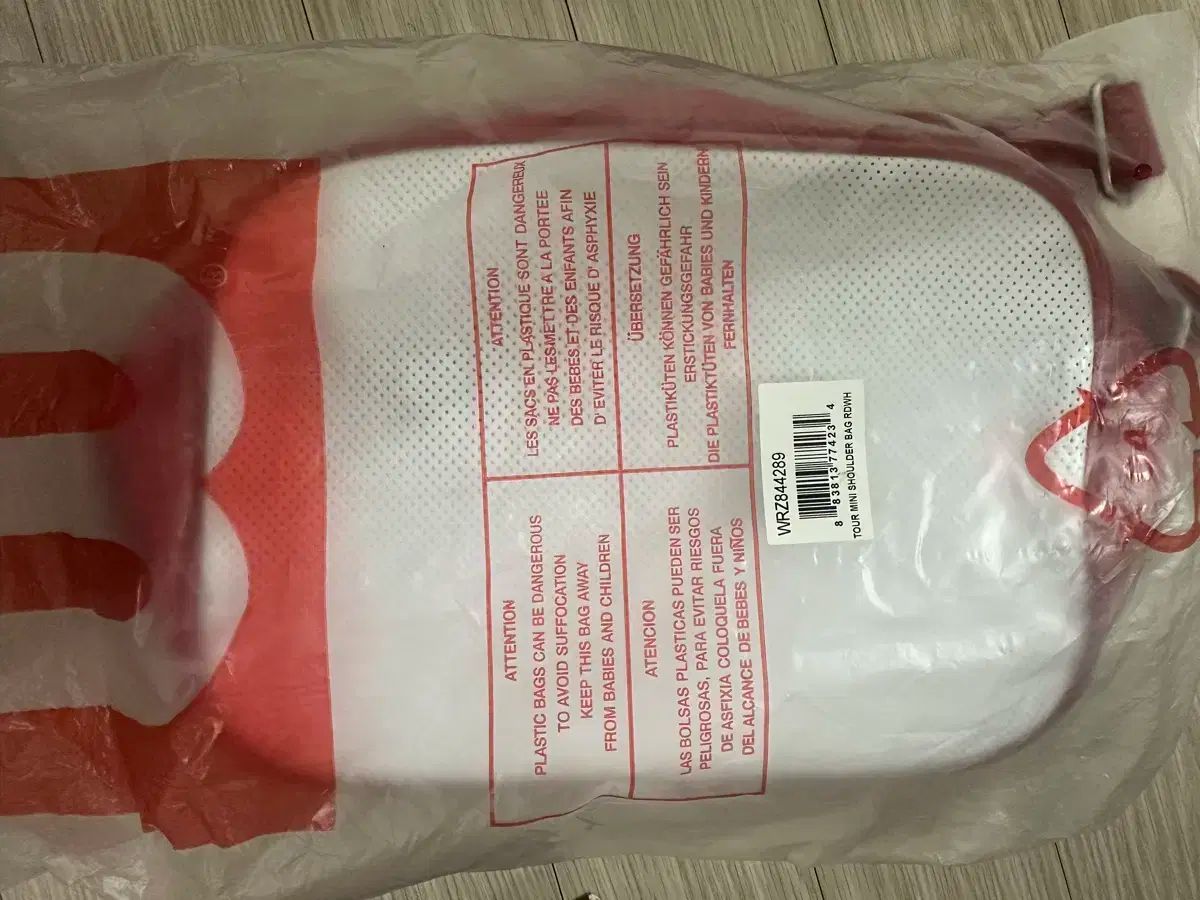 ATTENTION
PLASTIC BAGS CAN BE DANGEROUS
TO AVOID SUFFOCATION
KEEP THIS BAG AWAY
FROM BABIES AND CHILDREN
ATTENTION
LES SACS EN PLASTIQUE SONT DANGEREUX
NE PAS LESMETTRE A LA PORTEE
DES BEBES ET DES ENFANTS AFIN
D'EVITER LE RISQUE D'ASPHYXIE
ATENCION
LAS BOLSAS PLASTICAS PUEDEN SER
PELIGROSAS, PARA EVITAR RIESGOS
DE ASFIXIA COLOQUELA FUERA
DEL ALCANCE DE BEBES Y NIÑOS
ÜBERSETZUNG
PLASTIKÜTEN KÖNNEN GEFÄHRLICH SEIN
ERSTICKUNGSGEFAHR
DIE PLASTIKTÜTEN VON BABIES UND KINDERN
FERNHALTEN
WRZ844289
8 83813 77423 4
TOUR MINI SHOULDER BAG RDWH
®